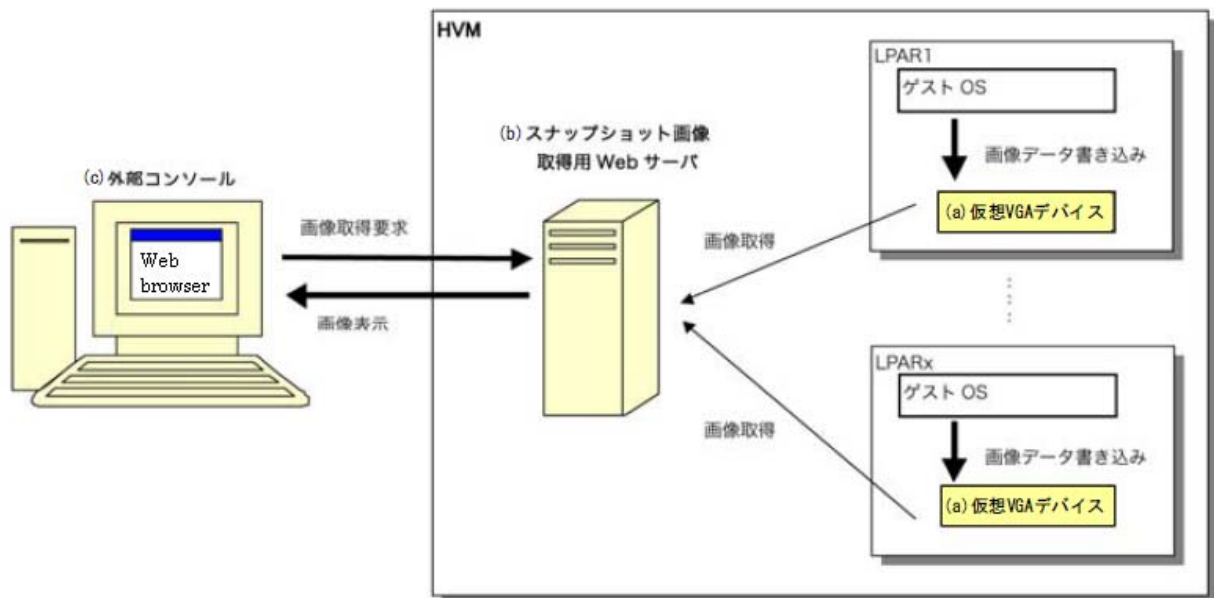 HVM
(c)外部コンソール
Web
browser
画像取得要求
画像表示
(b)スナップショット画像
取得用 Web サーバ
画像取得
画像取得
LPAR1
ゲスト OS
画像データ書き込み
(a)仮想VGAデバイス
LPARx
ゲスト OS
画像データ書き込み
(a)仮想VGAデバイス